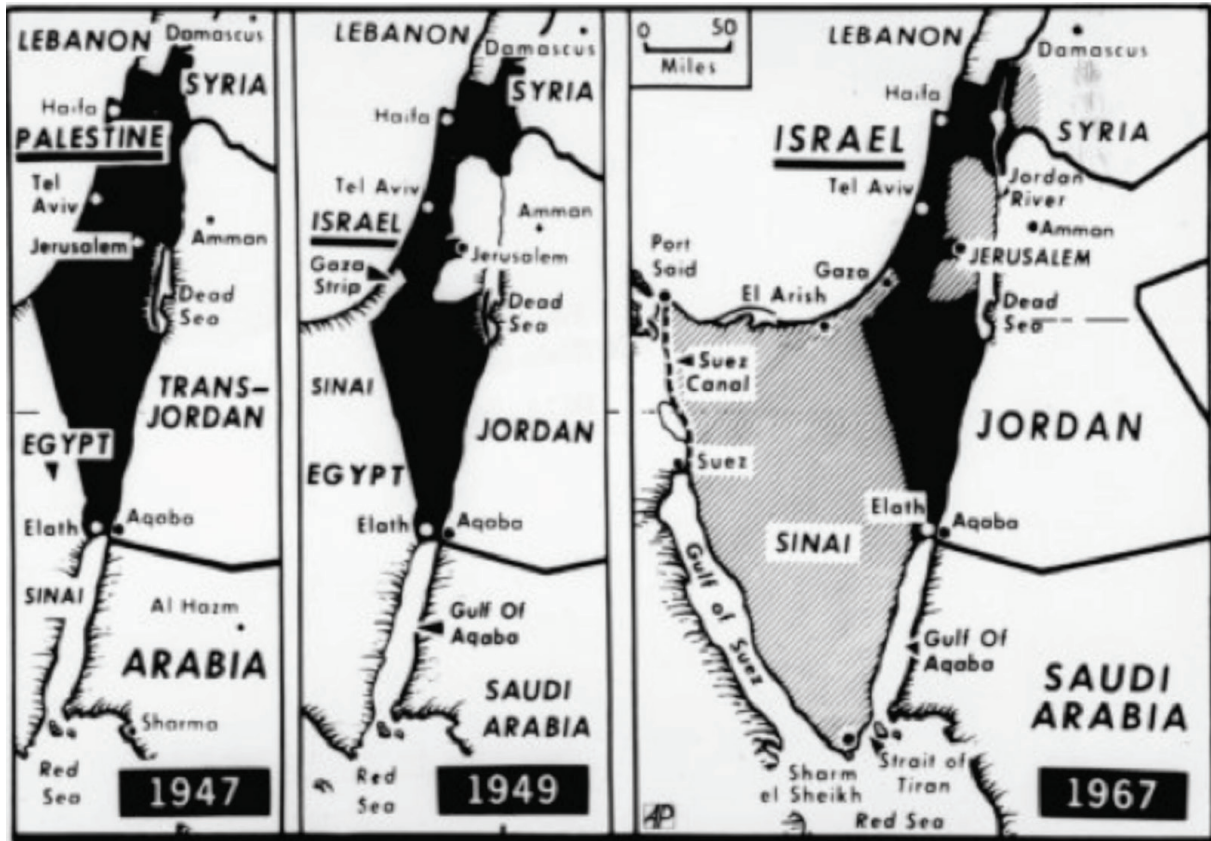 LEBANON
Damascus
SYRIA
Haifa
PALESTINE
Tel
Aviv
Jerusalem
Amman
Dead
Sea
TRANS-
JORDAN
EGYPT
Elath
Aqaba
SINAI
Al Hazm
ARABIA
Sharma
Red
Sea
1947
LEBANON
Damascus
SYRIA
Haifa
Tel Aviv
ISRAEL
Amman
Jerusalem
Gaza
Strip
Dead
Sea
SINAI
JORDAN
EGYPT
Elath
Aqaba
Gulf Of
Aqaba
SAUDI
ARABIA
Red
Sea
1949
0 50
Miles
LEBANON
Damascus
Haifa
SYRIA
ISRAEL
Jordan
River
Tel Aviv
Amman
Port
Said
JERUSALEM
Gaza
El Arish
Dead
Sea
Suez
Canal
JORDAN
Suez
Elath
Aqaba
SINAI
Gulf of Suez
Gulf Of
Aqaba
SAUDI
ARABIA
Strait of
Tiran
Sharm
el Sheikh
Red Sea
AP
1967